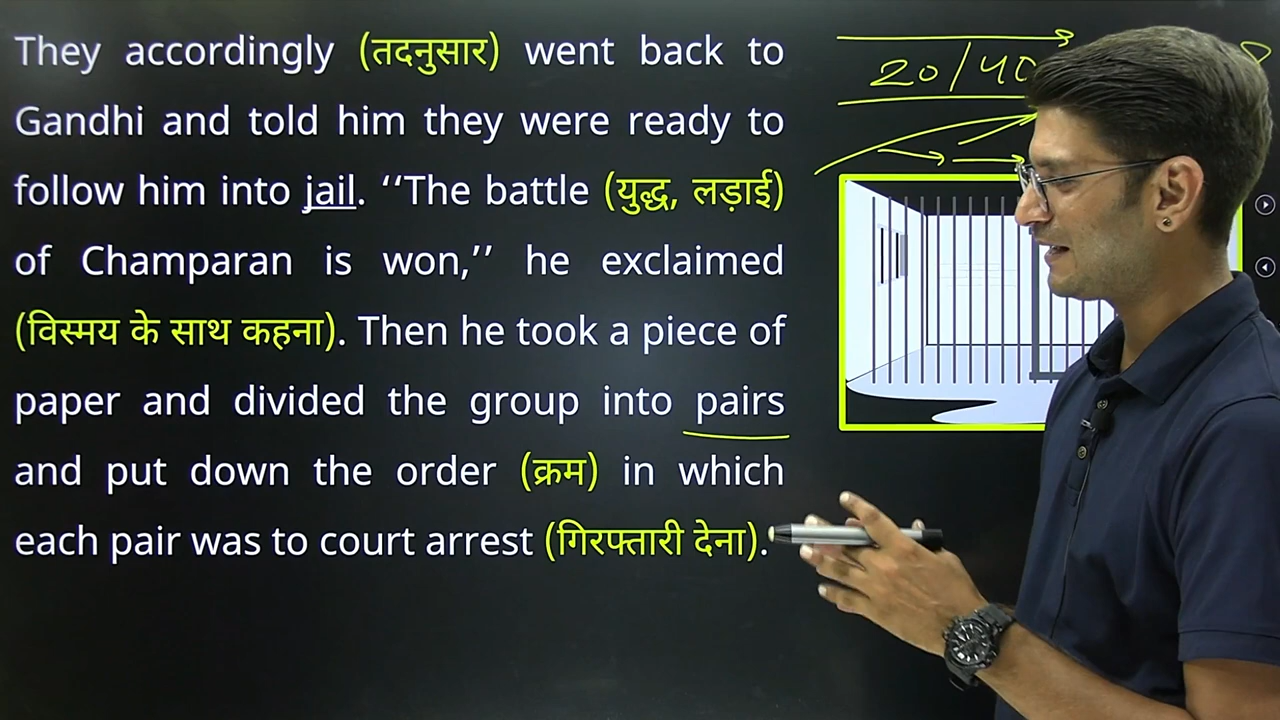 They accordingly (तदनुसार) went back to
Gandhi and told him they were ready to
follow him into jail. ‘‘The battle (युद्ध, लड़ाई)
of Champaran is won,’’ he exclaimed
(विस्मय के साथ कहना). Then he took a piece of
paper and divided the group into pairs
and put down the order (क्रम) in which
each pair was to court arrest (गिरफ्तारी देना).
20/40